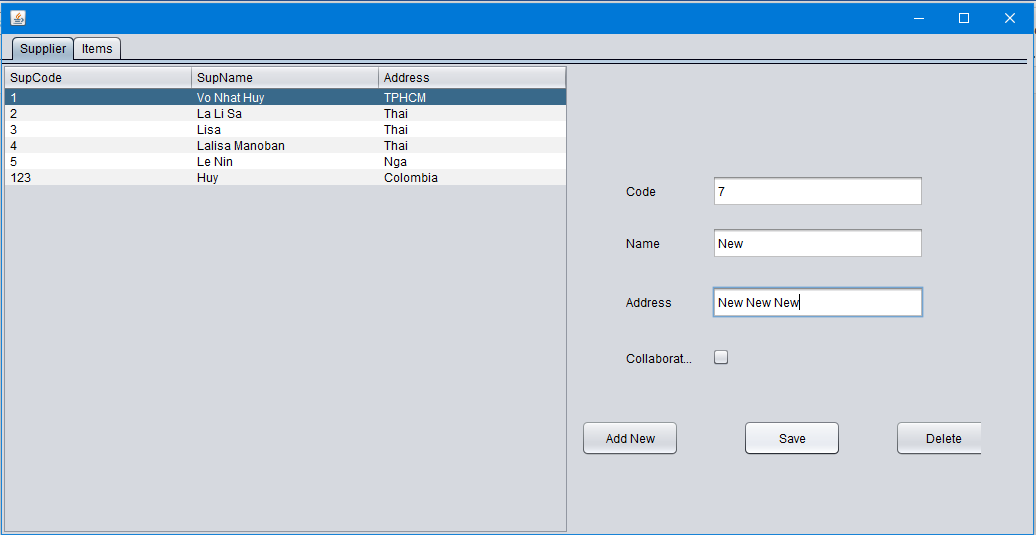 Supplier Items
SupCode SupName Address
1 Vo Nhat Huy TPHCM
2 La Li Sa Thai
3 Lisa Thai
4 Lalisa Manoban Thai
5 Le Nin Nga
123 Huy Colombia
Code 7
Name New
Address New New New
Collaborat...
Add New Save Delete